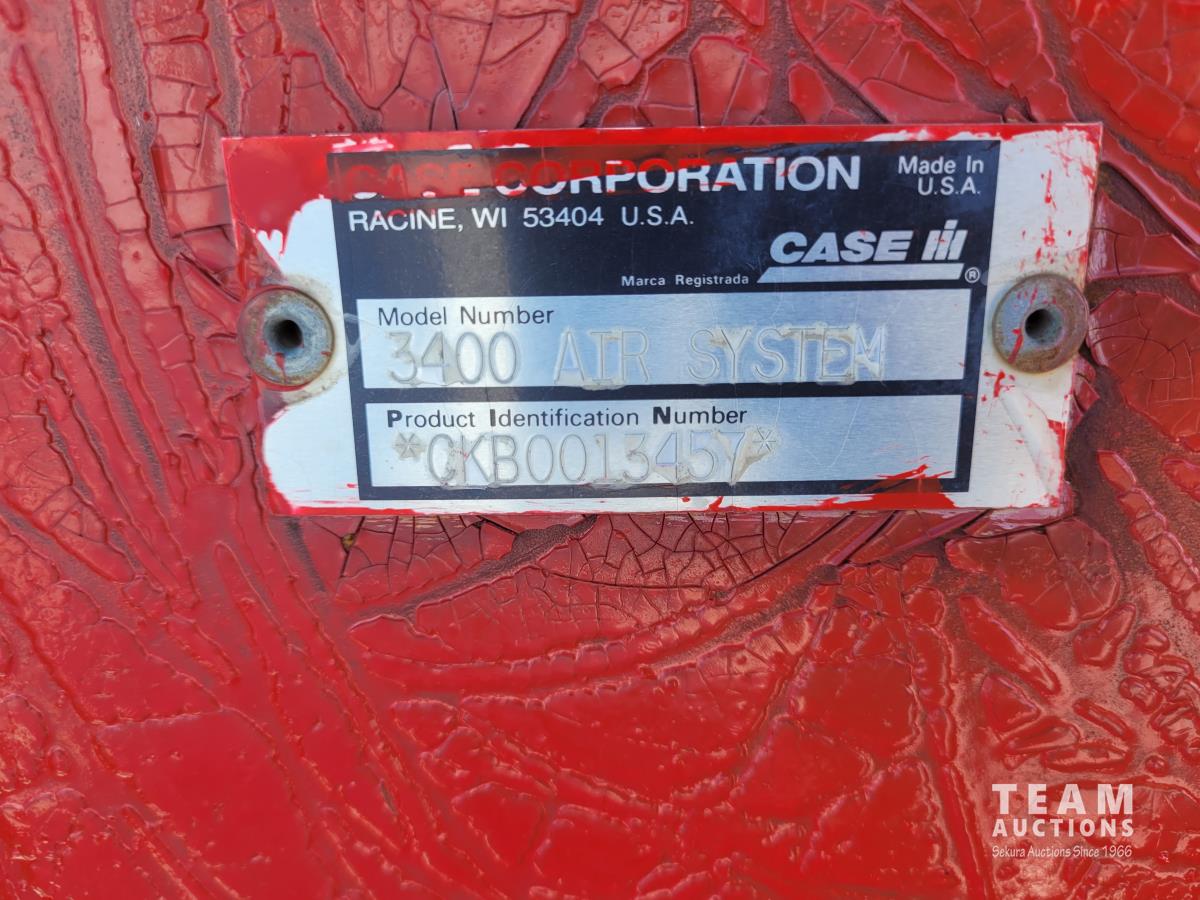 CASE CORPORATION
Made In
U.S.A.
RACINE, WI 53404 U.S.A.
CASE IH
Marca Registrada ®
Model Number
3400 AIR SYSTEM
Product Identification Number
*CKB0013457*
TEAM
AUCTIONS
Sekura Auctions Since 1966